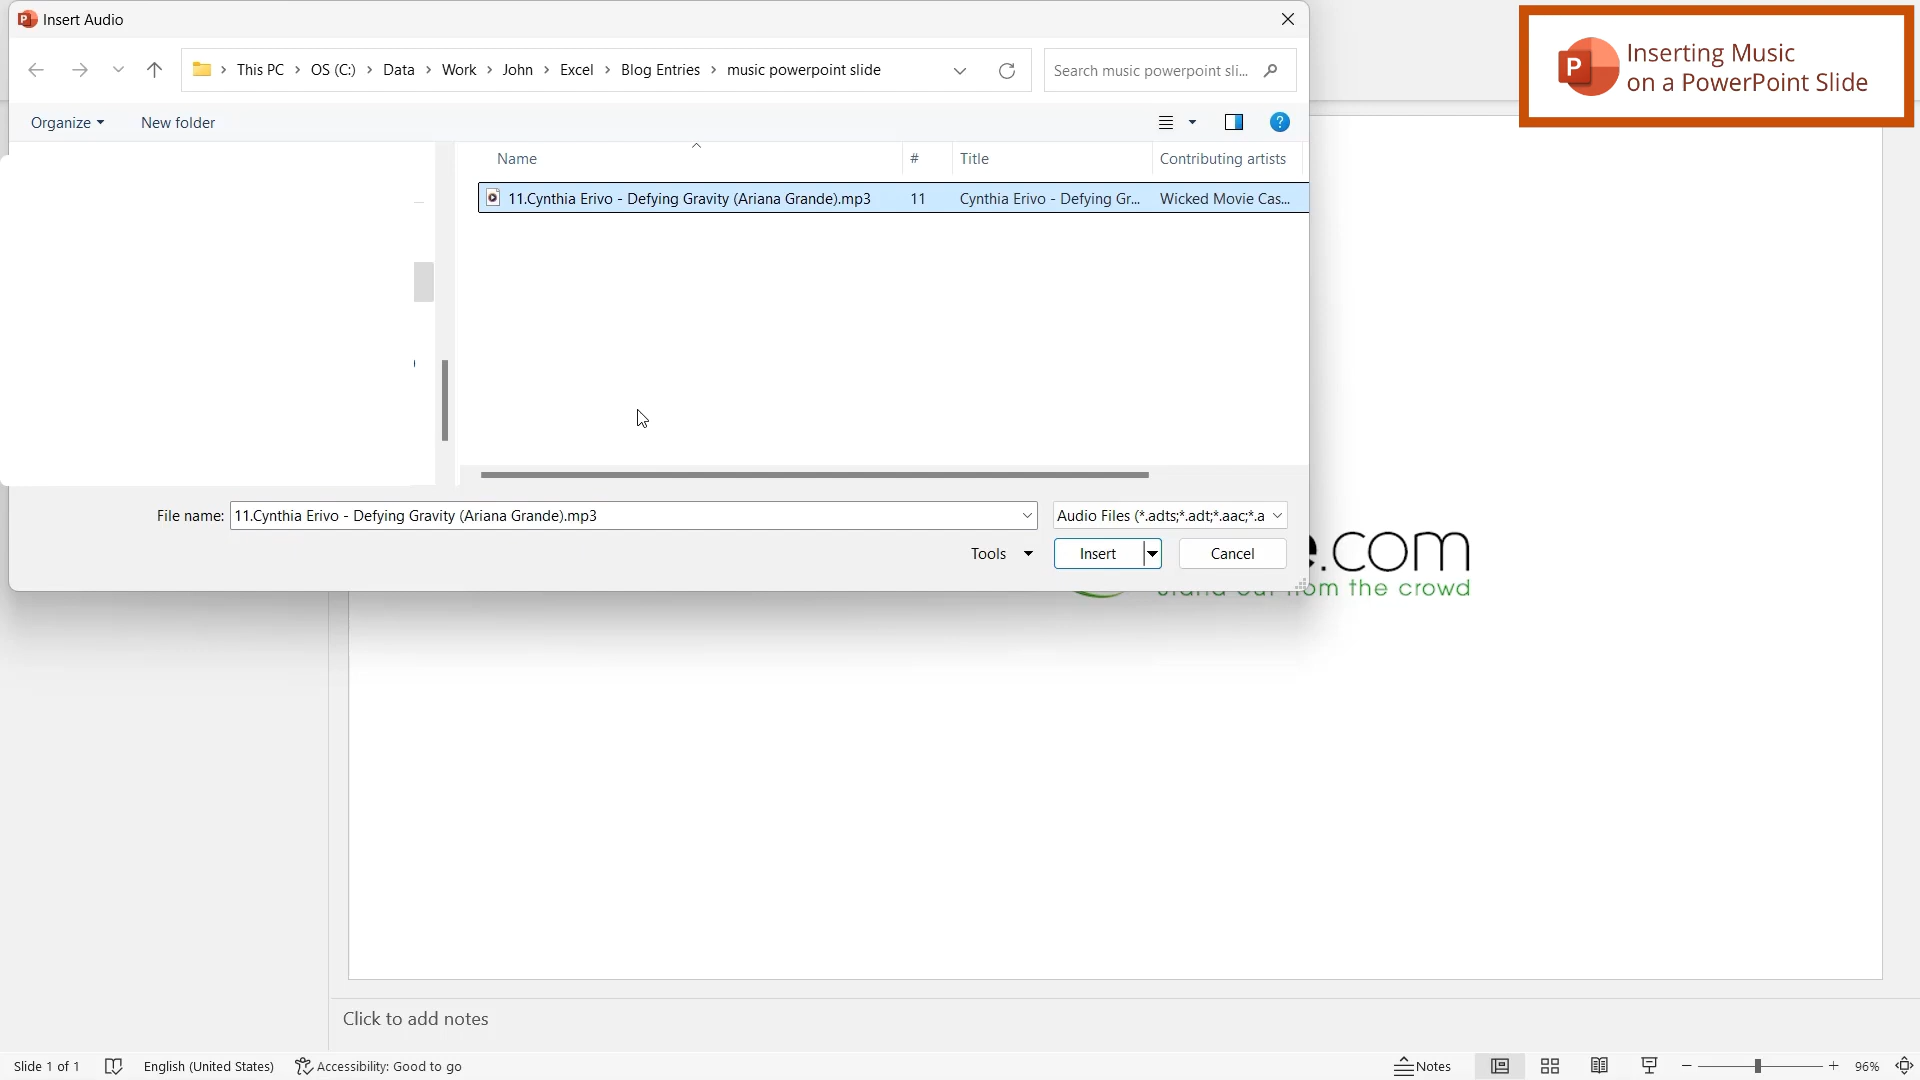 Insert Audio
Inserting Music
on a PowerPoint Slide
This PC > OS (C:) > Data > Work > John > Excel > Blog Entries > music powerpoint slide
Search music powerpoint sli...
Organize
New folder
Name
#
Title
Contributing artists
11.Cynthia Erivo - Defying Gravity (Ariana Grande).mp3
11
Cynthia Erivo - Defying Gr...
Wicked Movie Cas...
File name:
11.Cynthia Erivo - Defying Gravity (Ariana Grande).mp3
Audio Files (*.adts;*.adt;*.aac;*.a
Tools
Insert
Cancel
e.com
from the crowd
Click to add notes
Slide 1 of 1
English (United States)
Accessibility: Good to go
Notes
96%